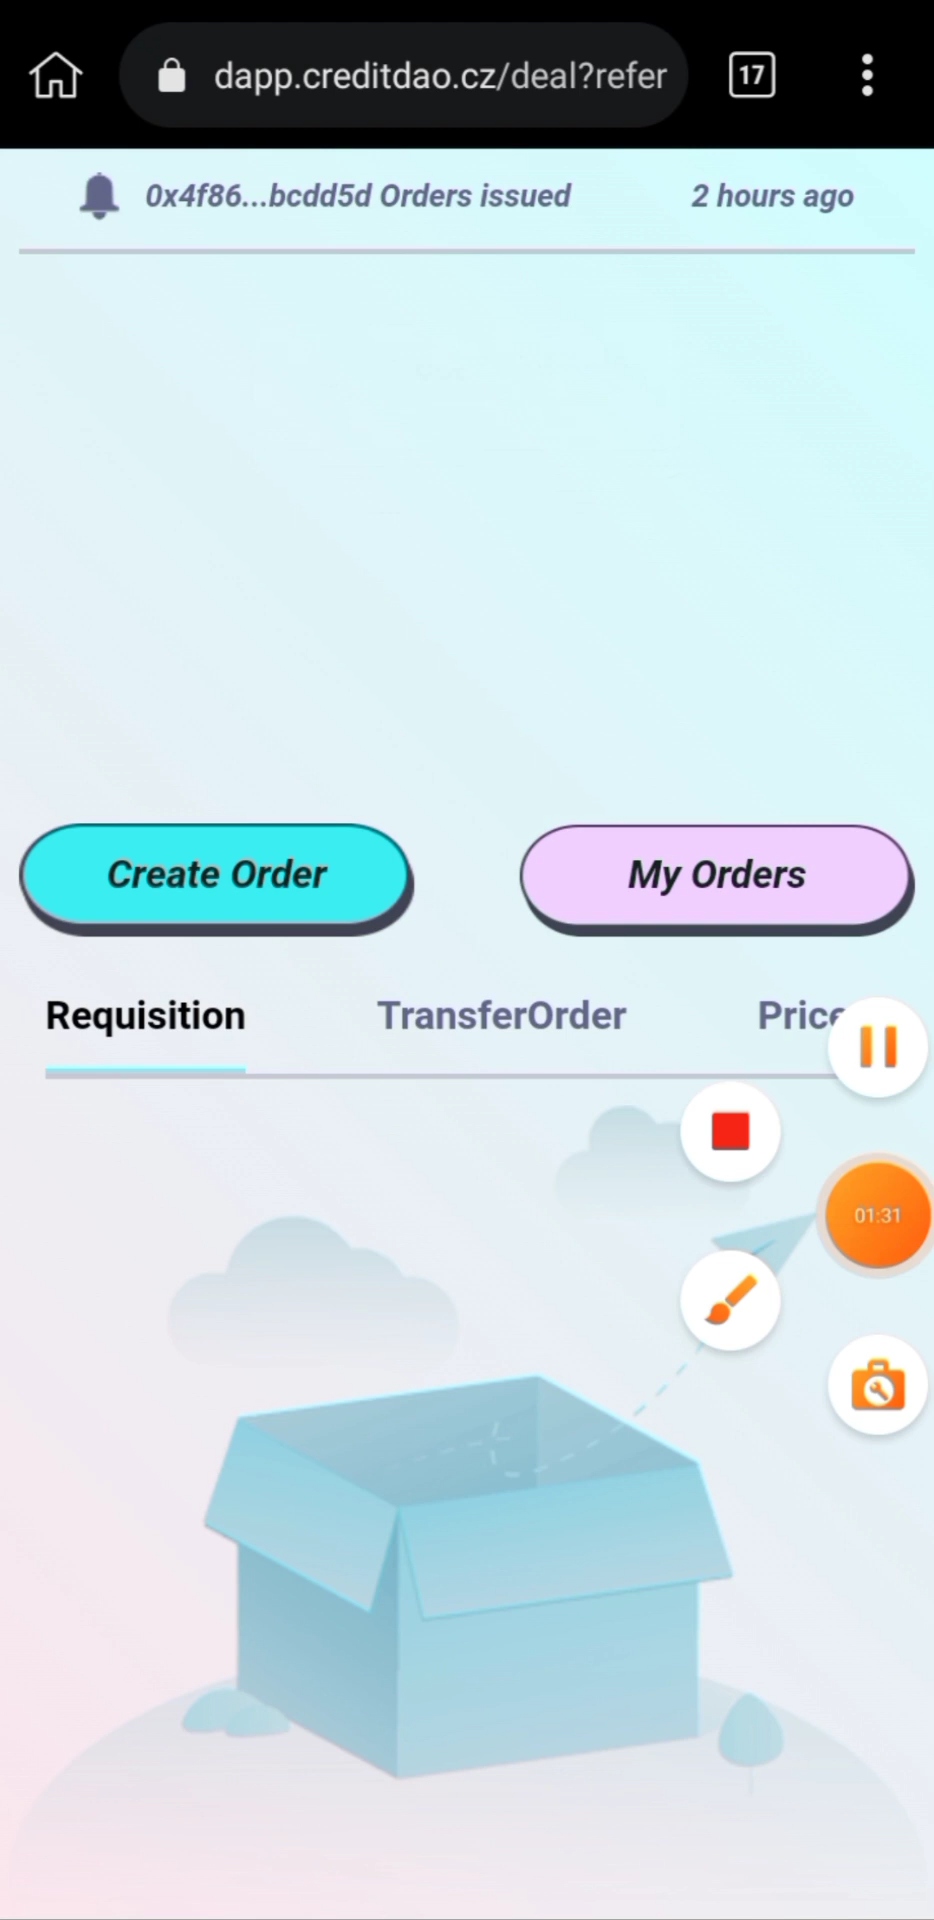 dapp.creditdao.cz/deal?refer
17
0x4f86...bcdd5d Orders issued 2 hours ago
Create Order My Orders
Requisition TransferOrder Price
01:31